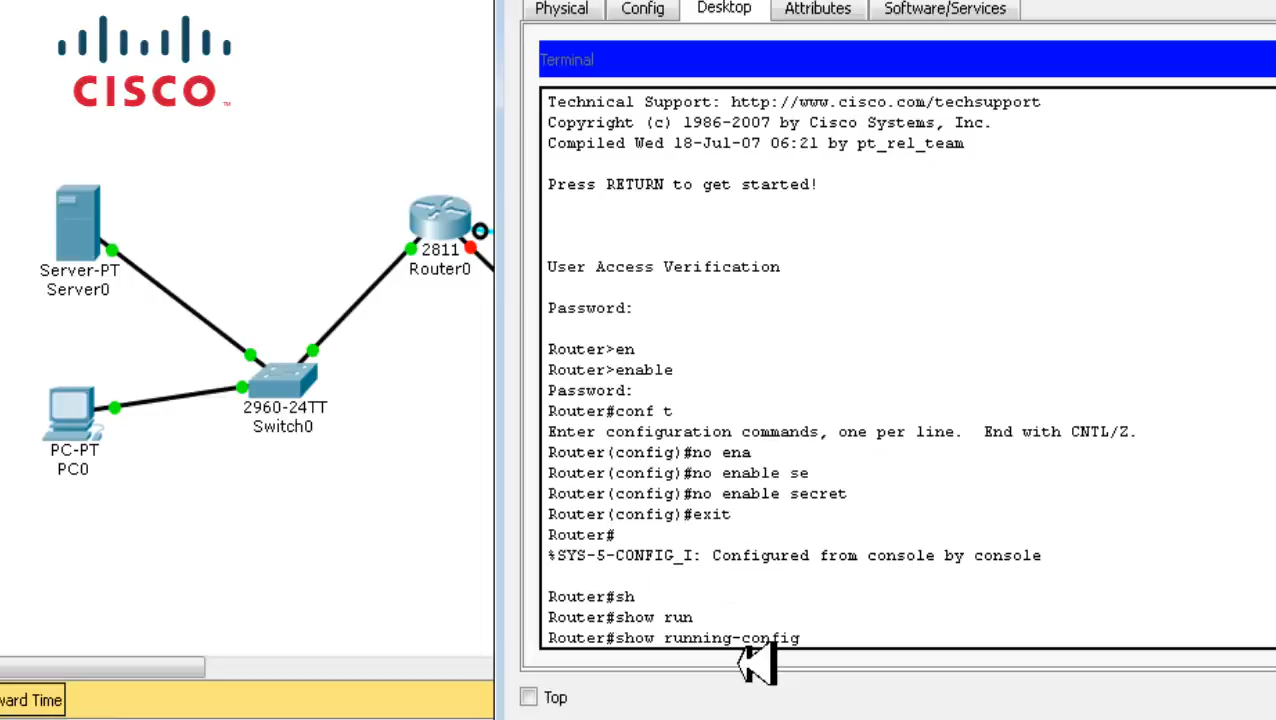 CISCO
TM
Server-PT
Server0
PC-PT
PC0
2960-24TT
Switch0
2811
Router0
ward Time
Physical
Config
Desktop
Attributes
Software/Services
Terminal
Technical Support: http://www.cisco.com/techsupport
Copyright (c) 1986-2007 by Cisco Systems, Inc.
Compiled Wed 18-Jul-07 06:21 by pt_rel_team
Press RETURN to get started!
User Access Verification
Password:
Router>en
Router>enable
Password:
Router#conf t
Enter configuration commands, one per line.  End with CNTL/Z.
Router(config)#no ena
Router(config)#no enable se
Router(config)#no enable secret
Router(config)#exit
Router#
%SYS-5-CONFIG_I: Configured from console by console
Router#sh
Router#show run
Router#show running-config
Top